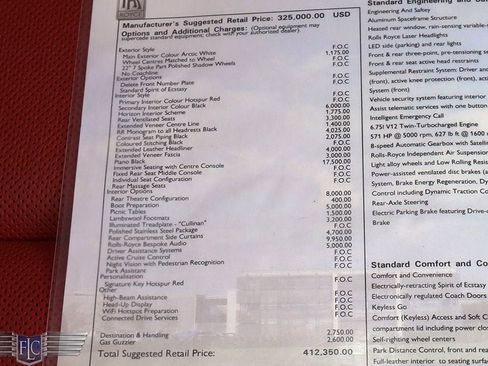 RR
ROYCE
Manufacturer's Suggested Retail Price: 325,000.00 USD
Options and Additional Charges: (Optional equipment may
supercede standard equipment; check with your authorized dealer).
Exterior Style
Main Exterior Colour Arctic White F.O.C
Wheel Centres Matched to Wheel 1,175.00
22" 7 Spoke Part Polished Shadow Wheels F.O.C
No Coachline F.O.C
Exterior Options
Delete Front Number Plate F.O.C
Standard Spirit of Ecstasy F.O.C
Interior Style
Primary Interior Colour Hotspur Red F.O.C
Secondary Interior Colour Black 6,000.00
Horizon Interior Scheme 1,775.00
Rear Ventilated Seats 3,300.00
Extended Veneer Centre Line 1,400.00
RR Monogram to all Headrests Black 4,025.00
Contrast Seat Piping Black 3,075.00
Coloured Stitching Black F.O.C
Extended Leather Headliner 4,000.00
Extended Veneer Fascia 3,000.00
Piano Black 17,500.00
Immersive Seating with Centre Console F.O.C
Fixed Rear Seat Middle Console F.O.C
Individual Seat Configuration F.O.C
Rear Massage Seats F.O.C
Interior Options
Rear Theatre Configuration 8,000.00
Boot Preparation 400.00
Picnic Tables 5,000.00
Lambswool Footmats 1,500.00
Illuminated Treadplate - "Cullinan" 3,200.00
Polished Stainless Steel Package F.O.C
Rear Compartment Side Curtains 4,700.00
Rolls-Royce Bespoke Audio 9,950.00
Driver Assistance Systems 5,000.00
Active Cruise Control F.O.C
Night Vision with Pedestrian Recognition F.O.C
Park Assistant F.O.C
Personalisation
Signature Key Hotspur Red F.O.C
Other
High-Beam Assistance F.O.C
Head-Up Display F.O.C
WiFi Hotspot Preparation F.O.C
Connected Drive Services F.O.C
Destination & Handling 2,750.00
Gas Guzzler 2,600.00
Total Suggested Retail Price: 412,350.00
Standard Engineering and
Engineering And Safety
Aluminum Spaceframe Structure
Heated rear window, rain-sensing
Rolls Royce Laser Headlights
LED side (parking) and rear lights
Front & rear three-point, pre-tensioning
Front & rear seat active head restraints
Supplemental Restraint System: Driver and
(front), active knee protection (front),
System (front)
Vehicle security system featuring interior
Assist telematics services with one button
Intelligent Emergency Call
6.75l V12 Twin-Turbocharged Engine
571 HP @ 5000 rpm, 627 lb ft @ 1600
8-speed Automatic Gearbox with Satellite
Rolls-Royce Independent Air Suspension
Light alloy wheels and Low Rolling Resis
Power-assisted ventilated disc brakes
System, Brake Energy Regeneration,
Control including Dynamic Traction
Rear-Axle Steering
Electric Parking Brake featuring Drive-
Brake
Standard Comfort and Co
Comfort and Convenience
Electrically-retracting Spirit of Ecstasy
Electrically operated Coach Doors
Keyless Go
Comfort (Keyless) Access and Soft
compartment lid including power
Self-righting wheel centers
Park Distance Control, front and rear
Full-leather interior to seating
FLC